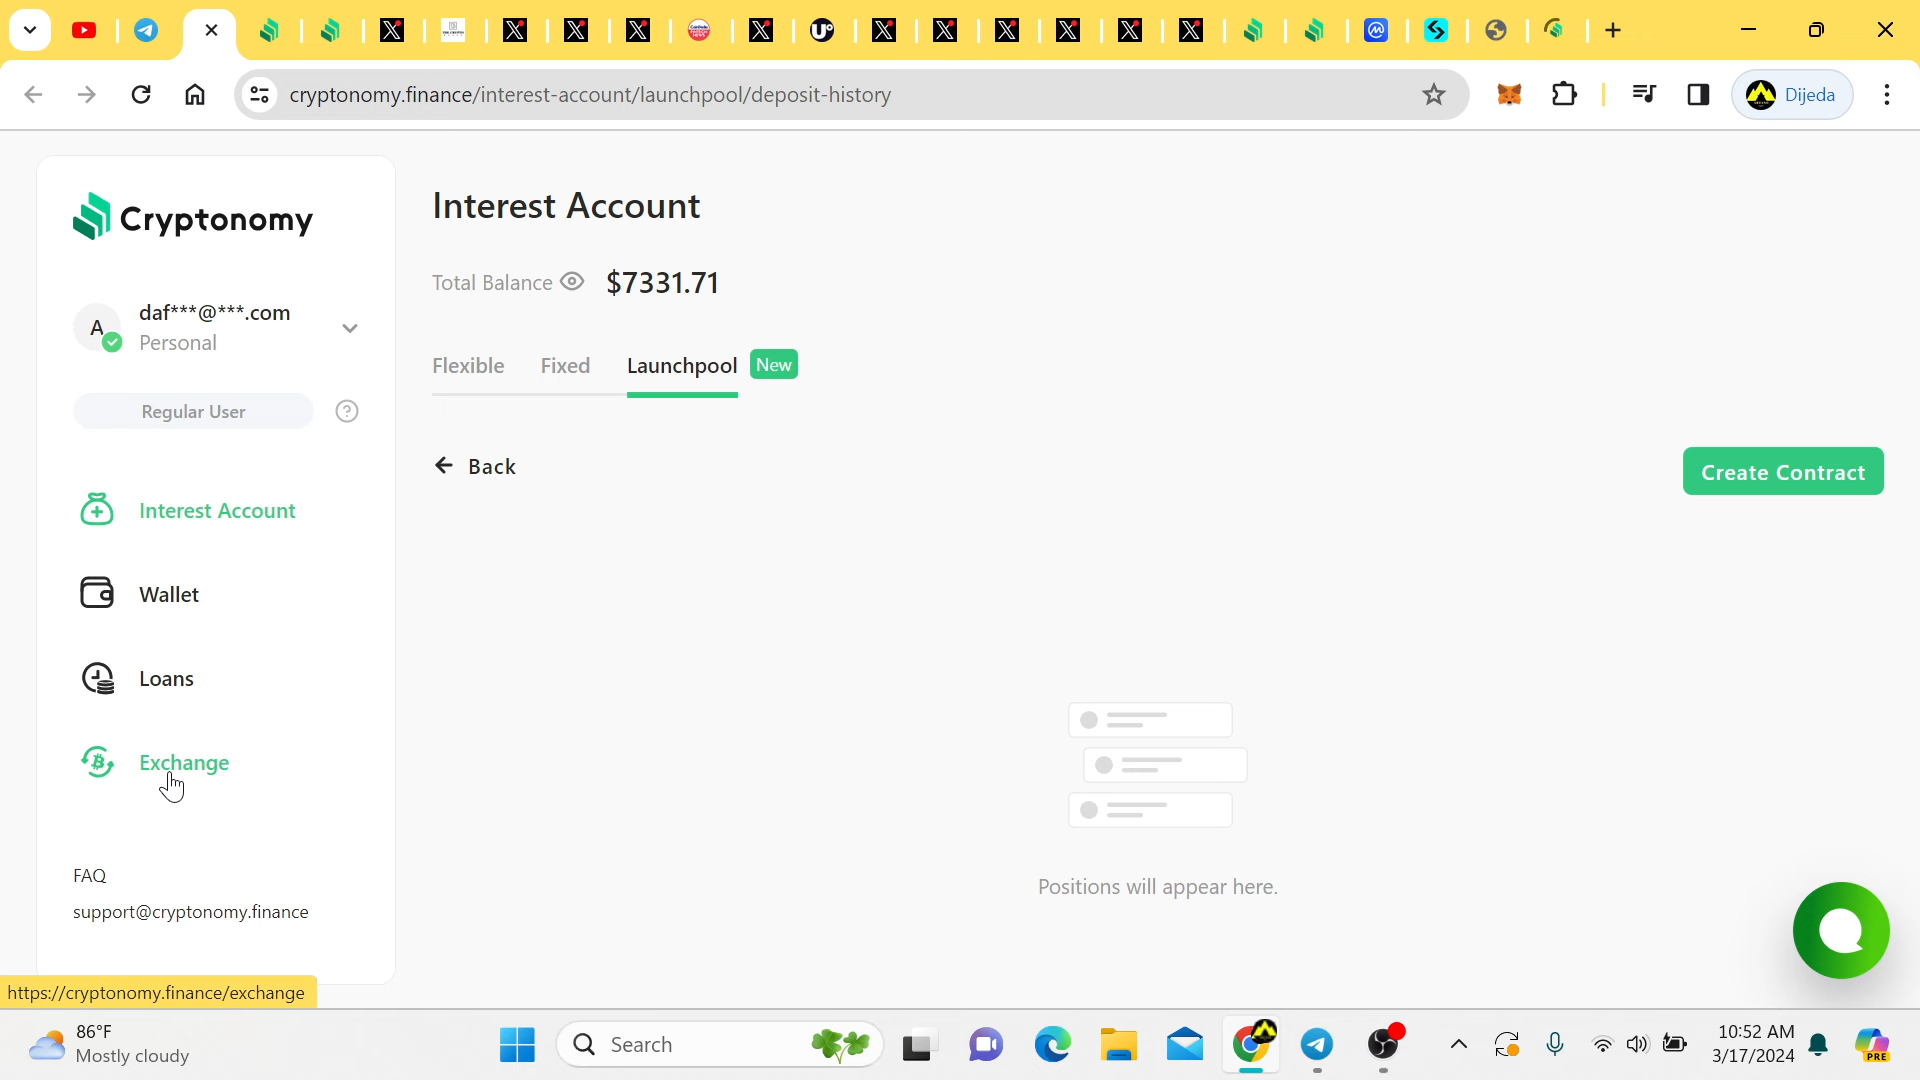 cryptonomy.finance/interest-account/launchpool/deposit-history
Dijeda
Cryptonomy
A
daf***@***.com
Personal
Regular User
Interest Account
Wallet
Loans
Exchange
FAQ
support@cryptonomy.finance
Interest Account
Total Balance $7331.71
Flexible Fixed Launchpool New
Back
Create Contract
Positions will appear here.
https://cryptonomy.finance/exchange
86°F
Mostly cloudy
Search
10:52 AM
3/17/2024
PRE